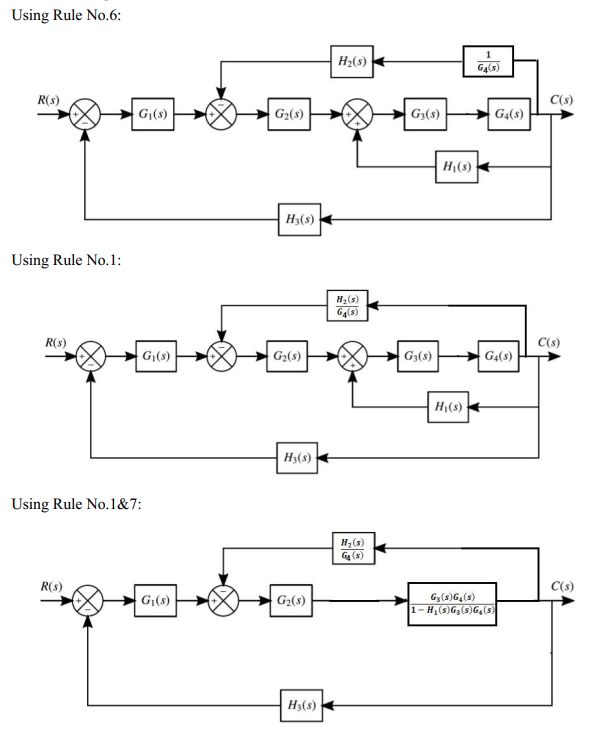 Using Rule No.6:
H₂(s)
1
G₄(s)
R(s)
C(s)
+
−
G₁(s)
+
−
G₂(s)
+
+
G₃(s)
G₄(s)
H₁(s)
H₃(s)
Using Rule No.1:
H₂(s)
G₄(s)
R(s)
C(s)
+
−
G₁(s)
+
−
G₂(s)
+
+
G₃(s)
G₄(s)
H₁(s)
H₃(s)
Using Rule No.1&7:
H₂(s)
G₄(s)
R(s)
C(s)
+
−
G₁(s)
+
−
G₂(s)
G₃(s)G₄(s)
1 − H₁(s)G₃(s)G₄(s)
H₃(s)